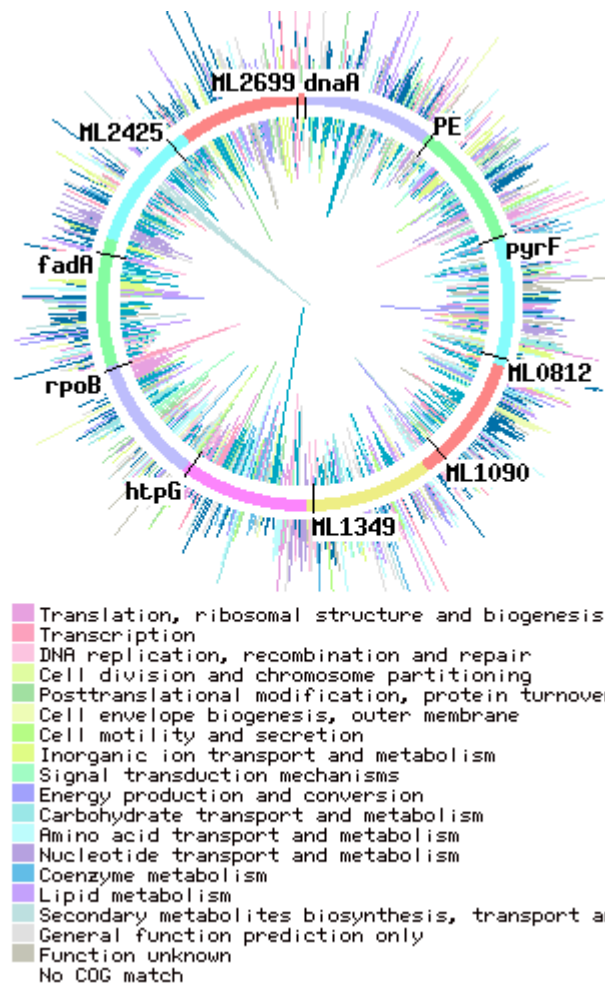 ML2699 dnaA
ML2425
PE
fadA
pyrF
rpoB
ML0812
htpG
ML1090
ML1349
Translation, ribosomal structure and biogenesis
Transcription
DNA replication, recombination and repair
Cell division and chromosome partitioning
Posttranslational modification, protein turnover
Cell envelope biogenesis, outer membrane
Cell motility and secretion
Inorganic ion transport and metabolism
Signal transduction mechanisms
Energy production and conversion
Carbohydrate transport and metabolism
Amino acid transport and metabolism
Nucleotide transport and metabolism
Coenzyme metabolism
Lipid metabolism
Secondary metabolites biosynthesis, transport a
General function prediction only
Function unknown
No COG match